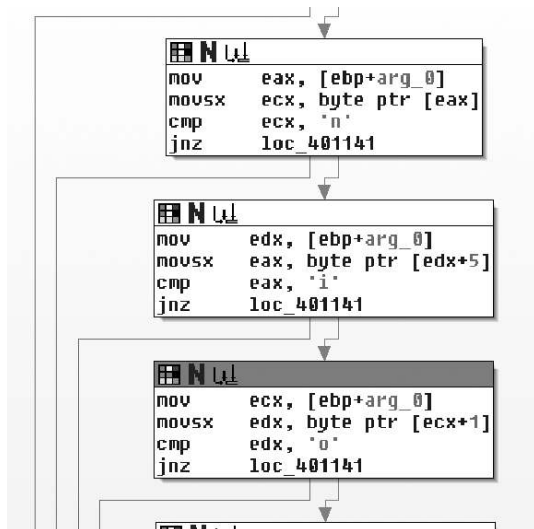 N
mov eax, [ebp+arg_0]
movsx ecx, byte ptr [eax]
cmp ecx, 'n'
jnz loc_401141
N
mov edx, [ebp+arg_0]
movsx eax, byte ptr [edx+5]
cmp eax, 'i'
jnz loc_401141
N
mov ecx, [ebp+arg_0]
movsx edx, byte ptr [ecx+1]
cmp edx, 'o'
jnz loc_401141